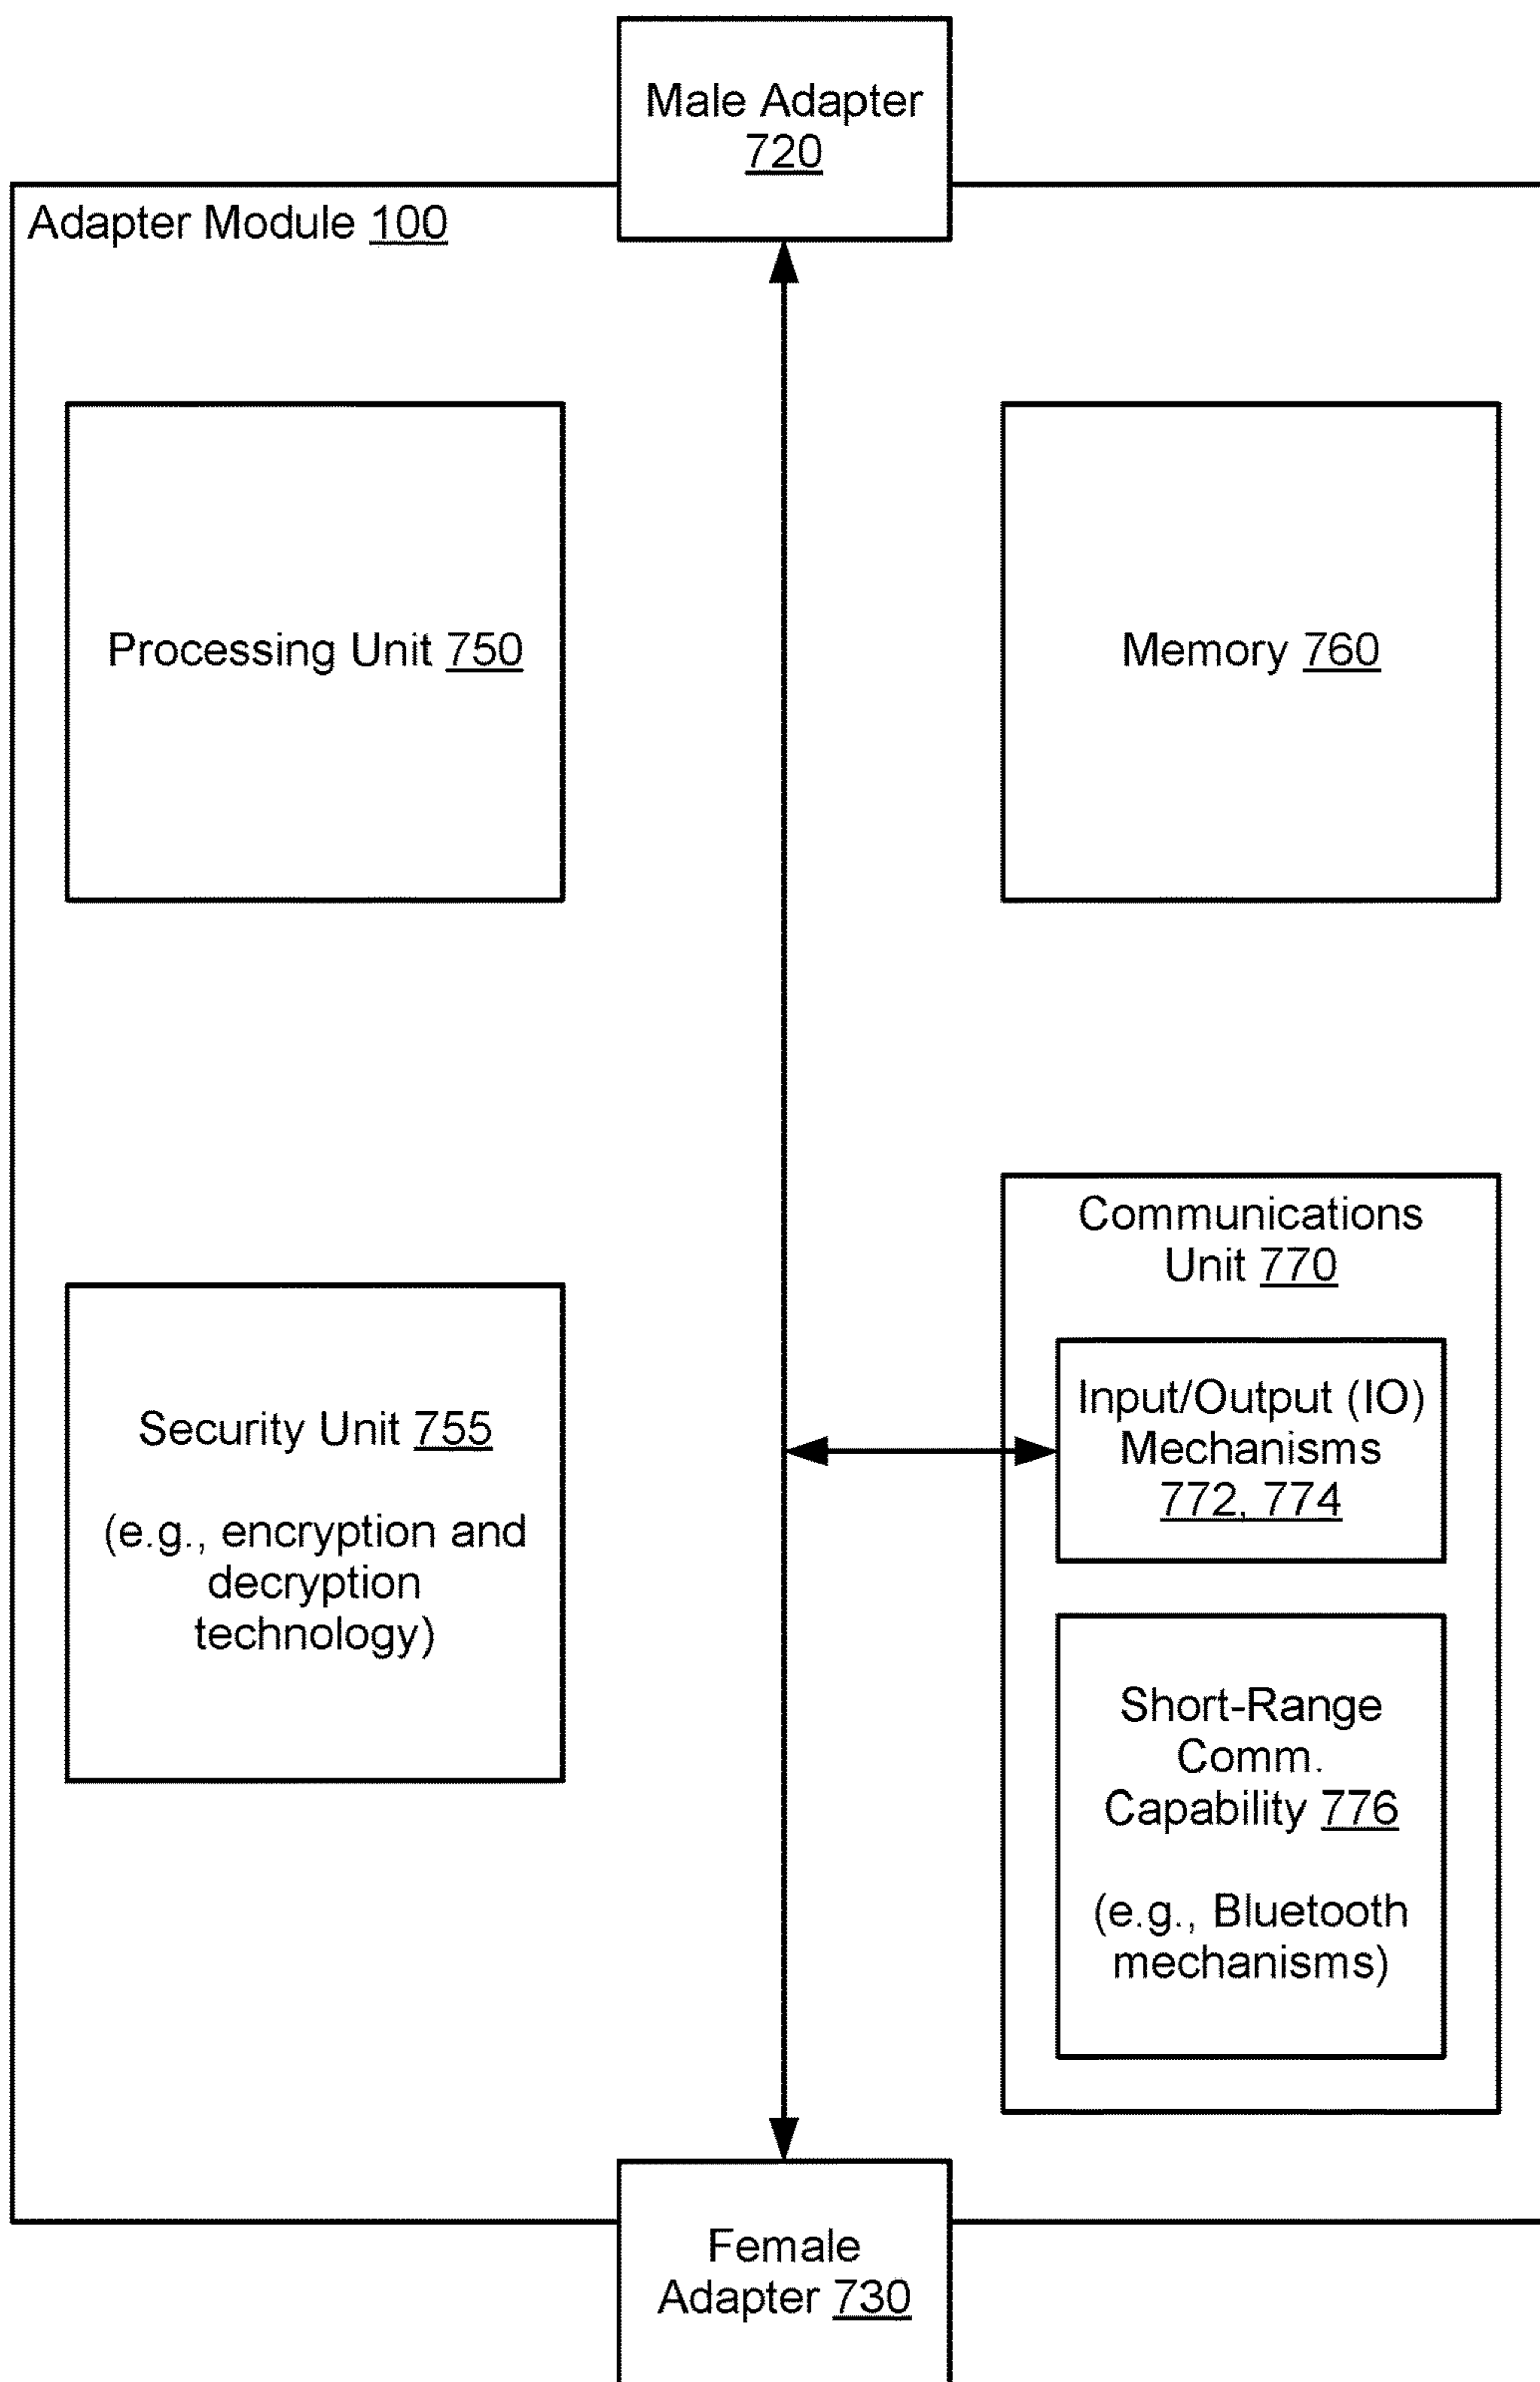 Male Adapter
720
Adapter Module 100
Processing Unit 750
Memory 760
Communications
Unit 770
Input/Output (IO)
Mechanisms
772, 774
Security Unit 755
(e.g., encryption and
decryption
technology)
Short-Range
Comm.
Capability 776
(e.g., Bluetooth
mechanisms)
Female
Adapter 730